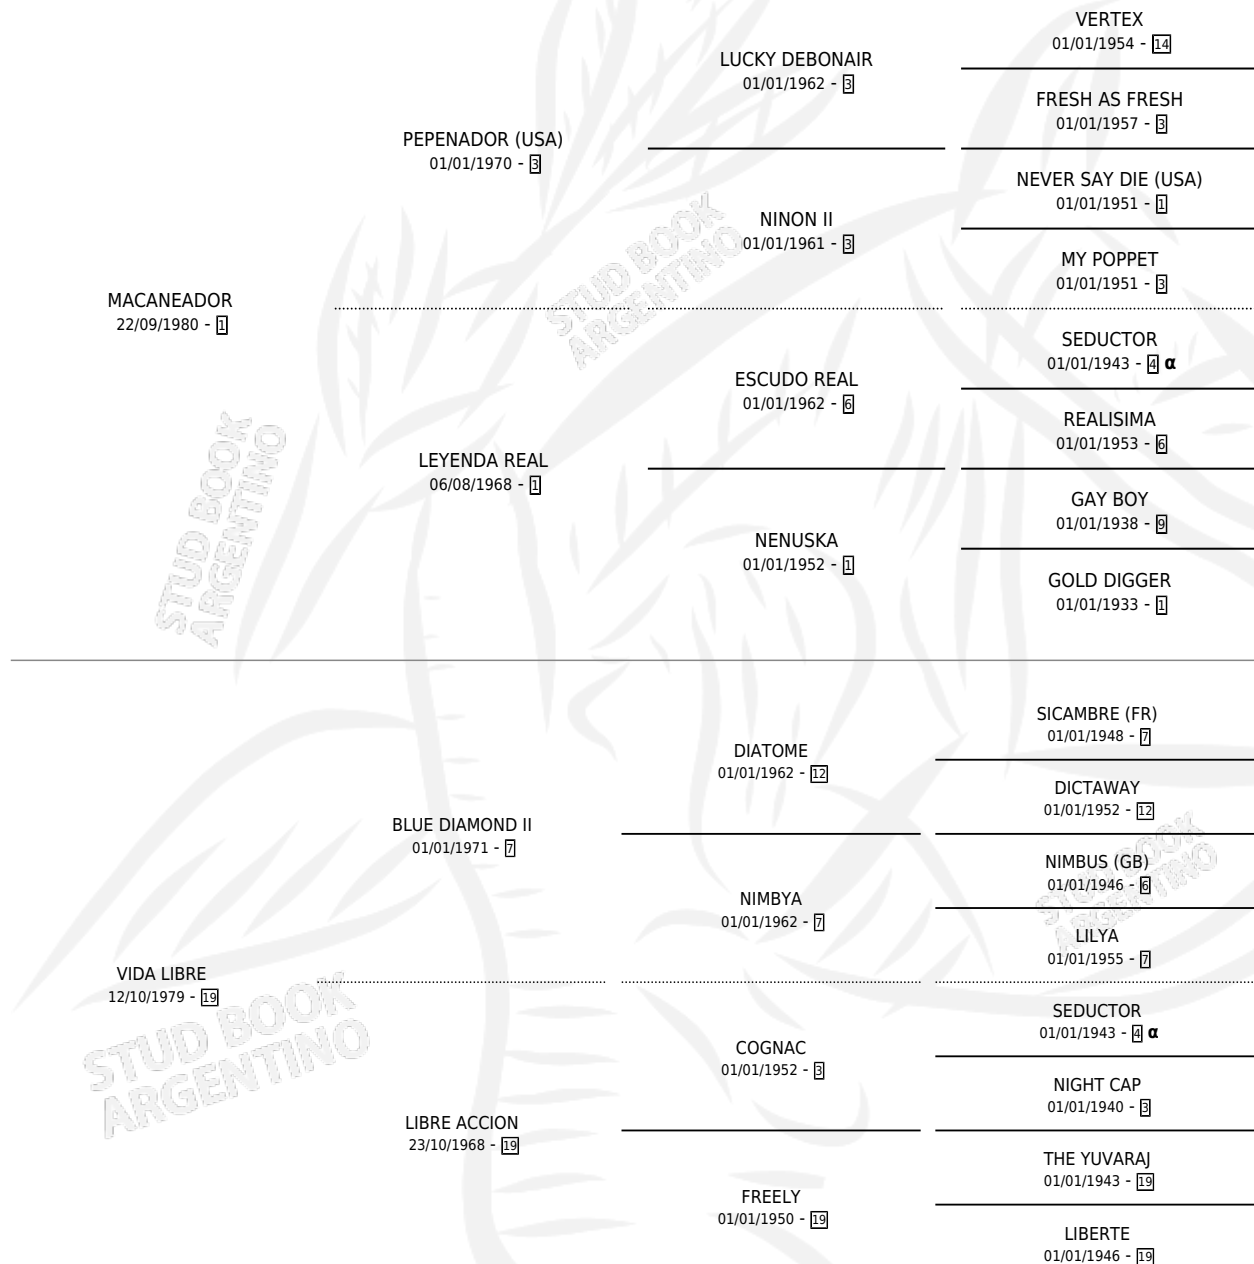 VERTEX
01/01/1954 - 14
LUCKY DEBONAIR
01/01/1962 - 3
FRESH AS FRESH
01/01/1957 - 3
PEPENADOR (USA)
01/01/1970 - 3
NEVER SAY DIE (USA)
01/01/1951 - 1
NINON II
01/01/1961 - 3
MY POPPET
01/01/1951 - 3
STUD BOOK
ARGENTINO
MACANEADOR
22/09/1980 - 1
SEDUCTOR
01/01/1943 - 4 α
ESCUDO REAL
01/01/1962 - 6
REALISIMA
01/01/1953 - 6
LEYENDA REAL
06/08/1968 - 1
GAY BOY
01/01/1938 - 9
NENUSKA
01/01/1952 - 1
GOLD DIGGER
01/01/1933 - 1
STUD BOOK
ARGENTINO
SICAMBRE (FR)
01/01/1948 - 7
DIATOME
01/01/1962 - 12
DICTAWAY
01/01/1952 - 12
BLUE DIAMOND II
01/01/1971 - 7
NIMBUS (GB)
01/01/1946 - 6
NIMBYA
01/01/1962 - 7
LILYA
01/01/1955 - 7
STUD BOOK
ARGENTINO
VIDA LIBRE
12/10/1979 - 19
SEDUCTOR
01/01/1943 - 4 α
COGNAC
01/01/1952 - 3
NIGHT CAP
01/01/1940 - 3
LIBRE ACCION
23/10/1968 - 19
THE YUVARAJ
01/01/1943 - 19
FREELY
01/01/1950 - 19
LIBERTE
01/01/1946 - 19
STUD BOOK
ARGENTINO